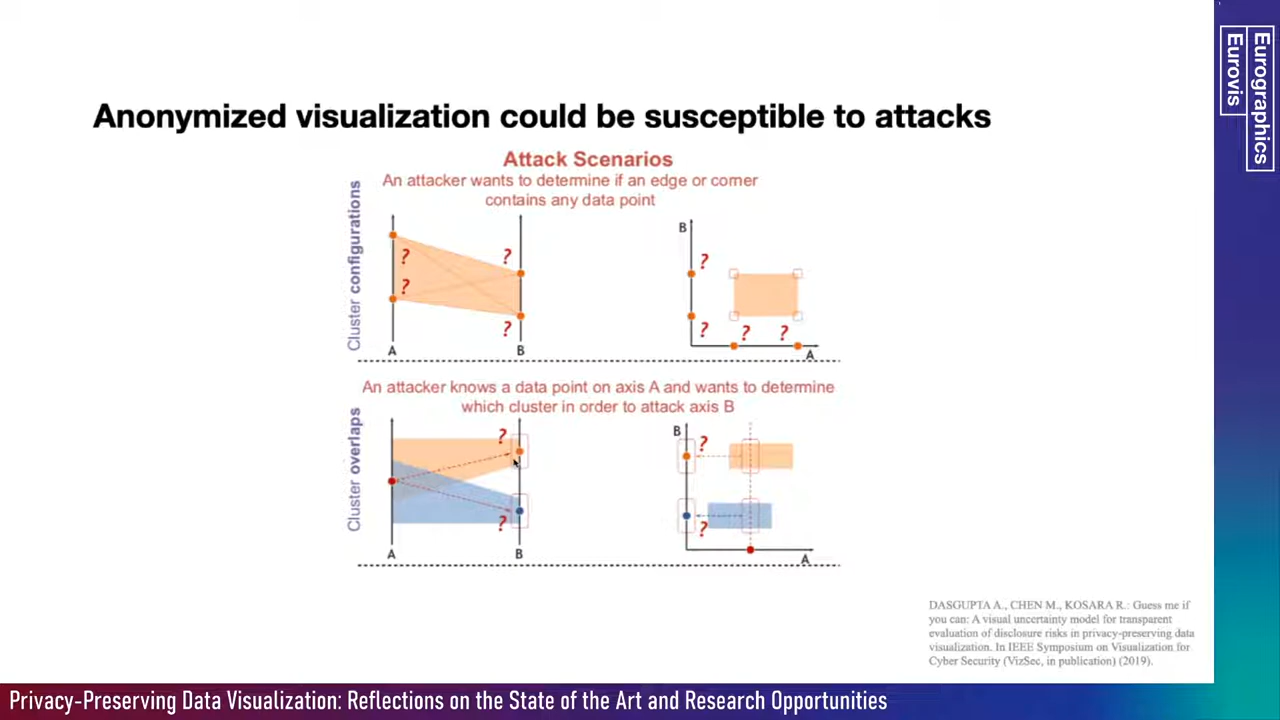 Anonymized visualization could be susceptible to attacks
Attack Scenarios
An attacker wants to determine if an edge or corner
contains any data point
Cluster configurations
?
?
?
?
A
B
B
?
?
?
?
A
An attacker knows a data point on axis A and wants to determine
which cluster in order to attack axis B
Cluster overlaps
?
?
A
B
B
?
?
A
DASGUPTA A., CHEN M., KOSARA R.: Guess me if
you can: A visual uncertainty model for transparent
evaluation of disclosure risks in privacy-preserving data
visualization. In IEEE Symposium on Visualization for
Cyber Security (VizSec, in publication) (2019).
Eurographics
Eurovis
Privacy-Preserving Data Visualization: Reflections on the State of the Art and Research Opportunities